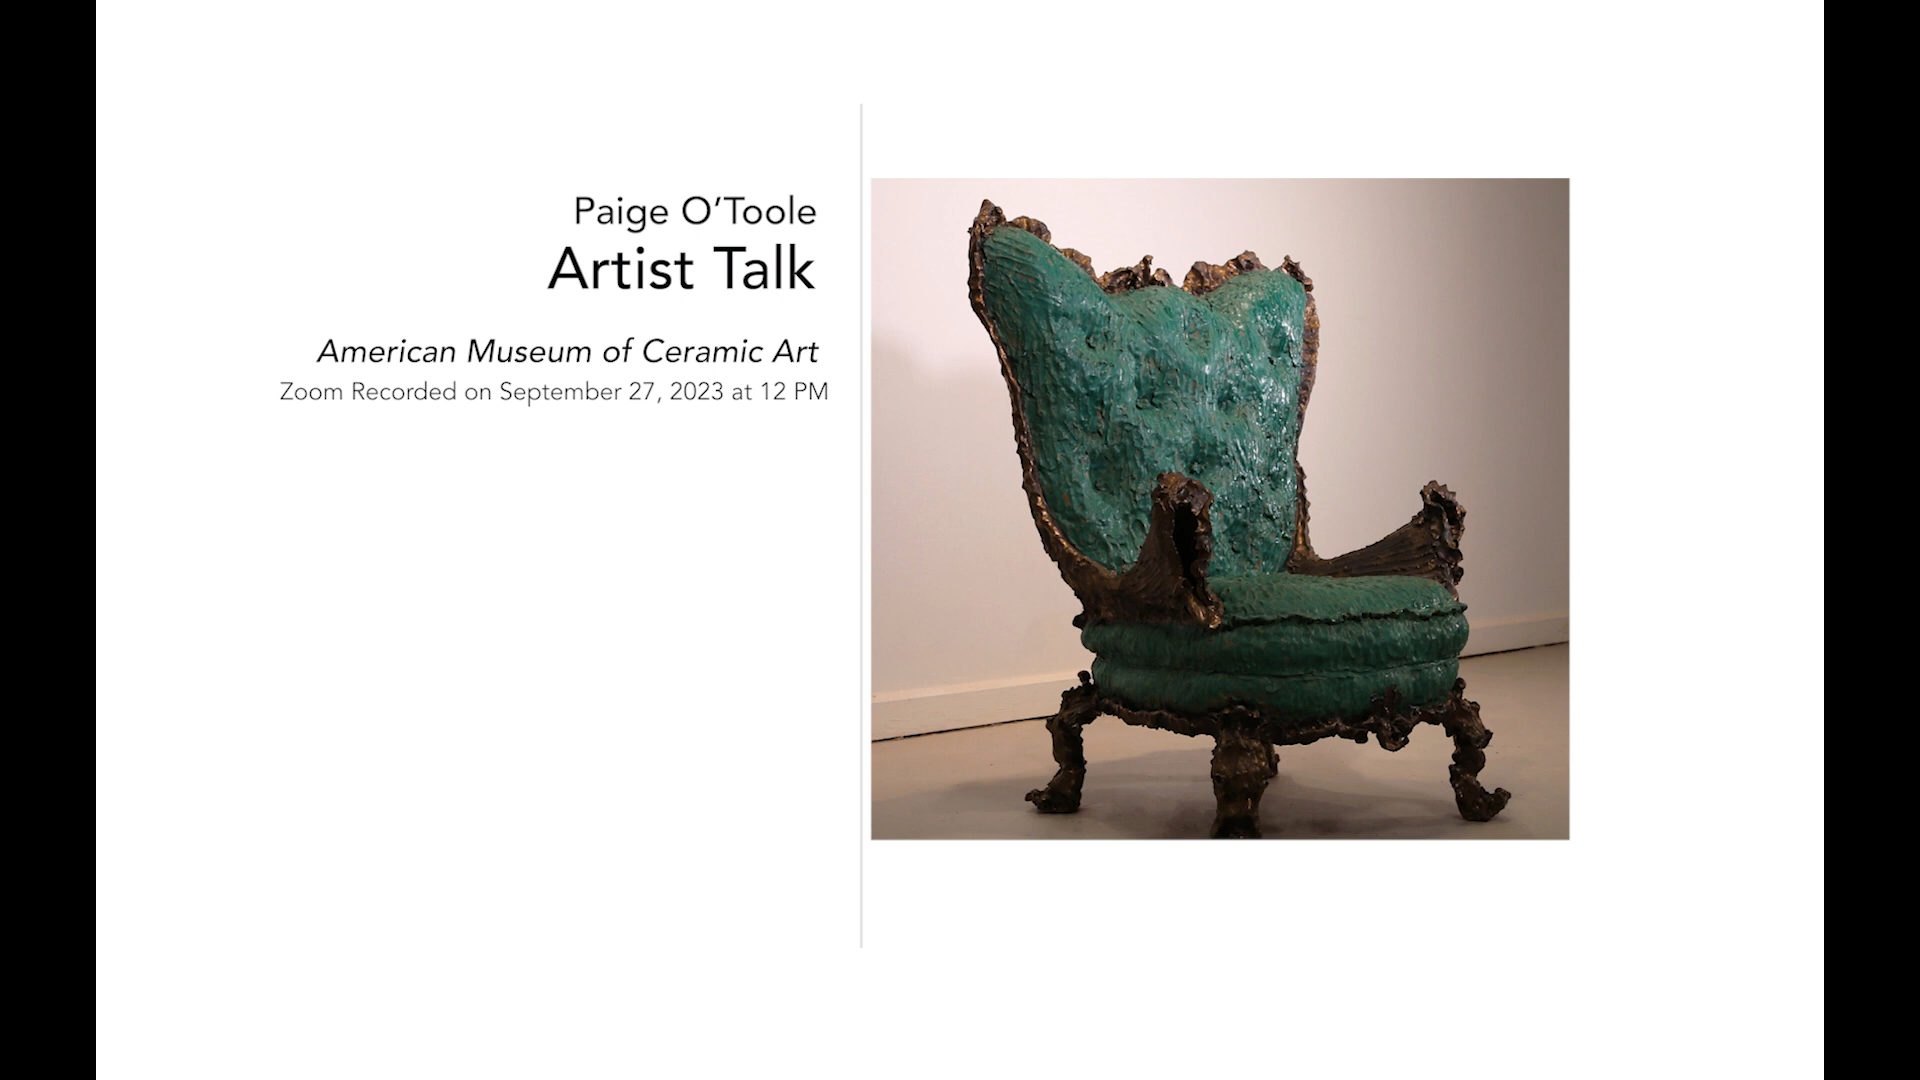 Paige O’Toole
Artist Talk
American Museum of Ceramic Art
Zoom Recorded on September 27, 2023 at 12 PM